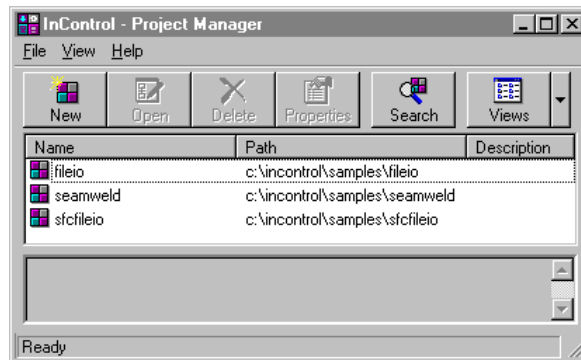 InControl - Project Manager
File View Help
New Open Delete Properties Search Views
Name Path Description
fileio c:\incontrol\samples\fileio
seamweld c:\incontrol\samples\seamweld
sfcfileio c:\incontrol\samples\sfcfileio
Ready